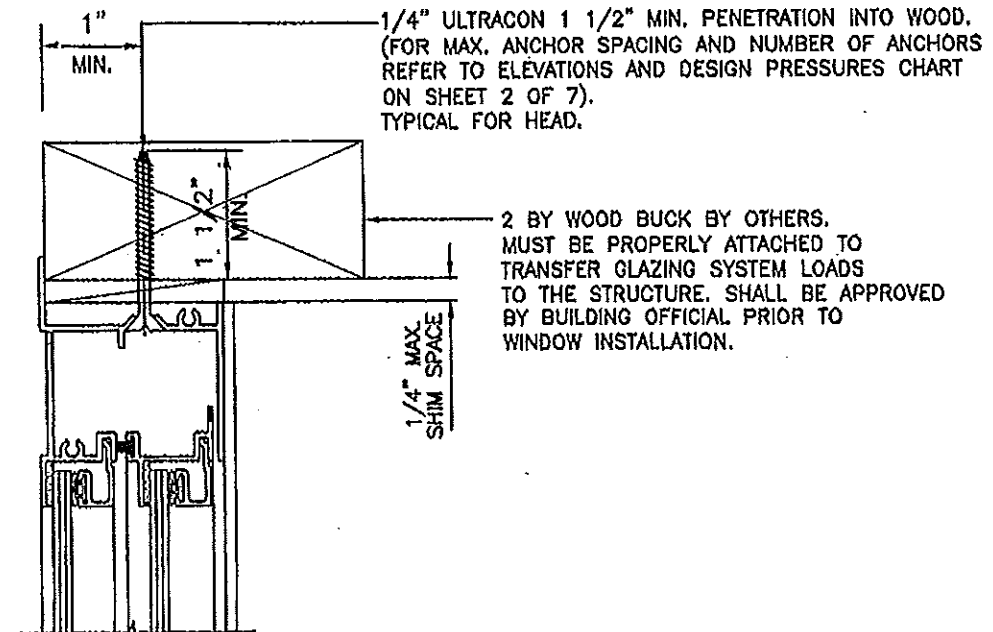 1"
MIN.
1/4" ULTRACON 1 1/2" MIN. PENETRATION INTO WOOD.
(FOR MAX. ANCHOR SPACING AND NUMBER OF ANCHORS
REFER TO ELEVATIONS AND DESIGN PRESSURES CHART
ON SHEET 2 OF 7).
TYPICAL FOR HEAD.
1 1/2"
MIN.
2 BY WOOD BUCK BY OTHERS.
MUST BE PROPERLY ATTACHED TO
TRANSFER GLAZING SYSTEM LOADS
TO THE STRUCTURE. SHALL BE APPROVED
BY BUILDING OFFICIAL PRIOR TO
WINDOW INSTALLATION.
1/4" MAX.
SHIM SPACE